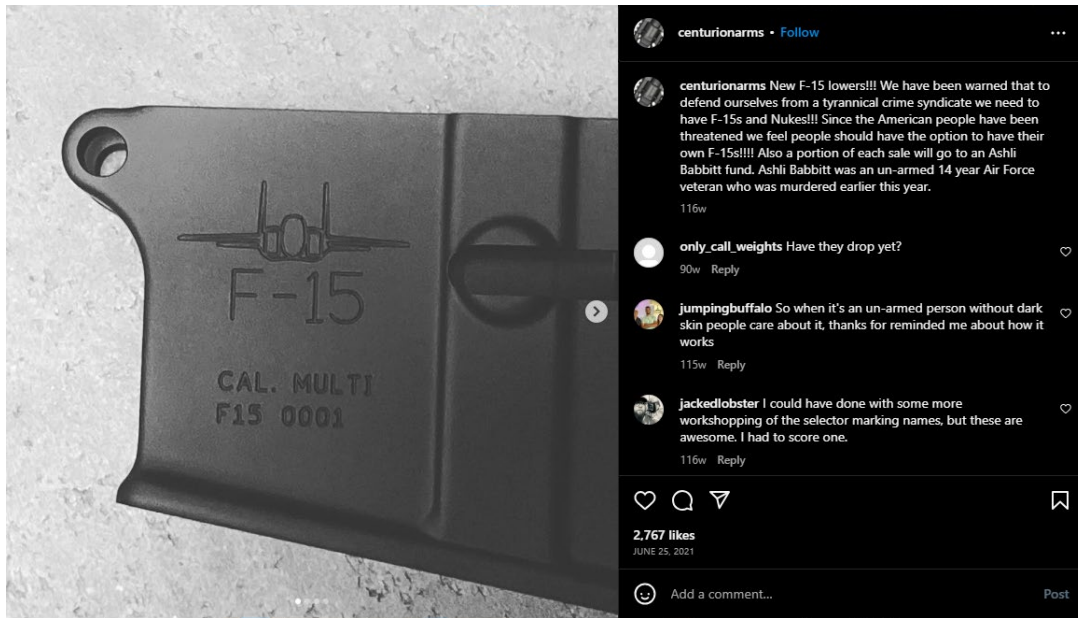 F-15
CAL. MULTI
F15 0001
centurionarms • Follow
centurionarms New F-15 lowers!!! We have been warned that to
defend ourselves from a tyrannical crime syndicate we need to
have F-15s and Nukes!!! Since the American people have been
threatened we feel people should have the option to have their
own F-15s!!!! Also a portion of each sale will go to an Ashli
Babbitt fund. Ashli Babbitt was an un-armed 14 year Air Force
veteran who was murdered earlier this year.
116w
only_call_weights Have they drop yet?
90w Reply
jumpingbuffalo So when it's an un-armed person without dark
skin people care about it, thanks for reminded me about how it
works
115w Reply
jackedlobster I could have done with some more
workshopping of the selector marking names, but these are
awesome. I had to score one.
116w Reply
2,767 likes
JUNE 25, 2021
Add a comment...
Post